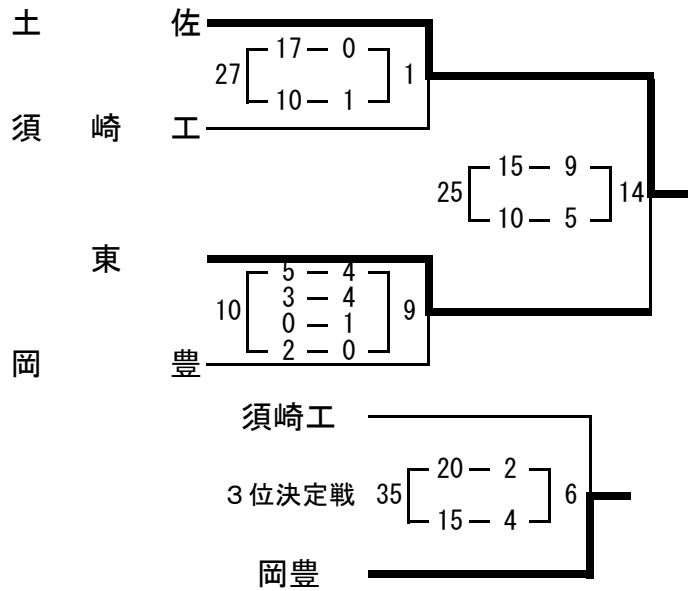 土　　佐
17 ― 0
27　1
10 ― 1
須　崎　工
15 ― 9
25　14
10 ― 5
東
5 ― 4
3 ― 4
10　9
0 ― 1
2 ― 0
岡　　豊
須崎工
20 ― 2
３位決定戦　35　6
15 ― 4
岡豊